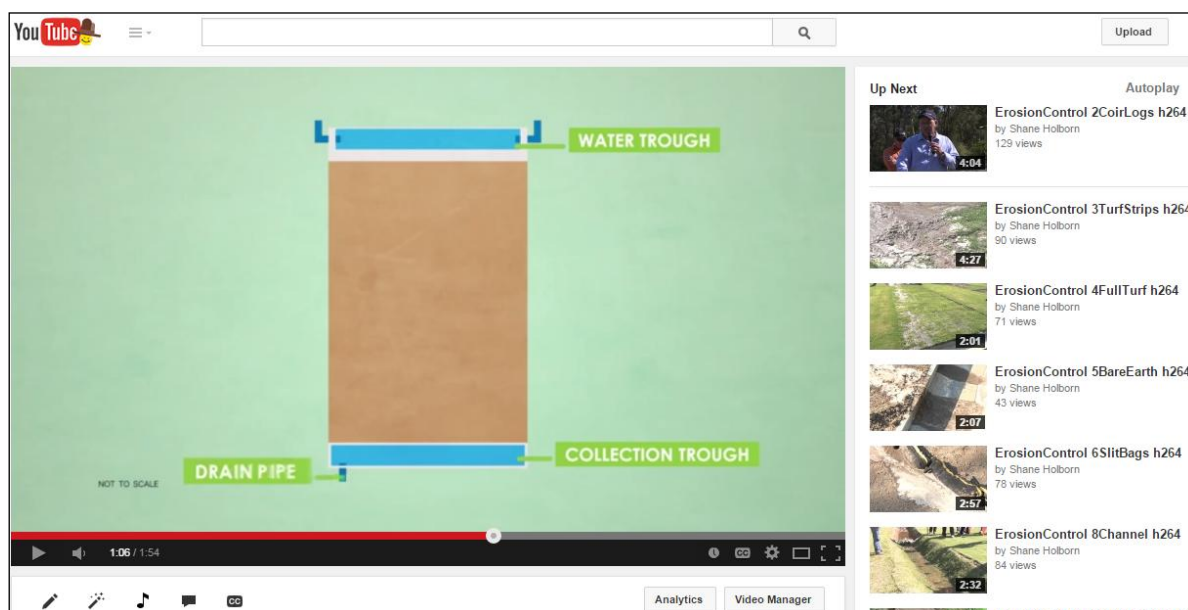 YouTube
Upload
WATER TROUGH
COLLECTION TROUGH
DRAIN PIPE
NOT TO SCALE
1:06 / 1:54
CC
CC
Analytics
Video Manager
Up Next
Autoplay
ErosionControl 2CoirLogs h264
by Shane Holborn
129 views
4:04
ErosionControl 3TurfStrips h264
by Shane Holborn
90 views
4:27
ErosionControl 4FullTurf h264
by Shane Holborn
71 views
2:01
ErosionControl 5BareEarth h264
by Shane Holborn
43 views
2:07
ErosionControl 6SlitBags h264
by Shane Holborn
78 views
2:57
ErosionControl 8Channel h264
by Shane Holborn
84 views
2:32